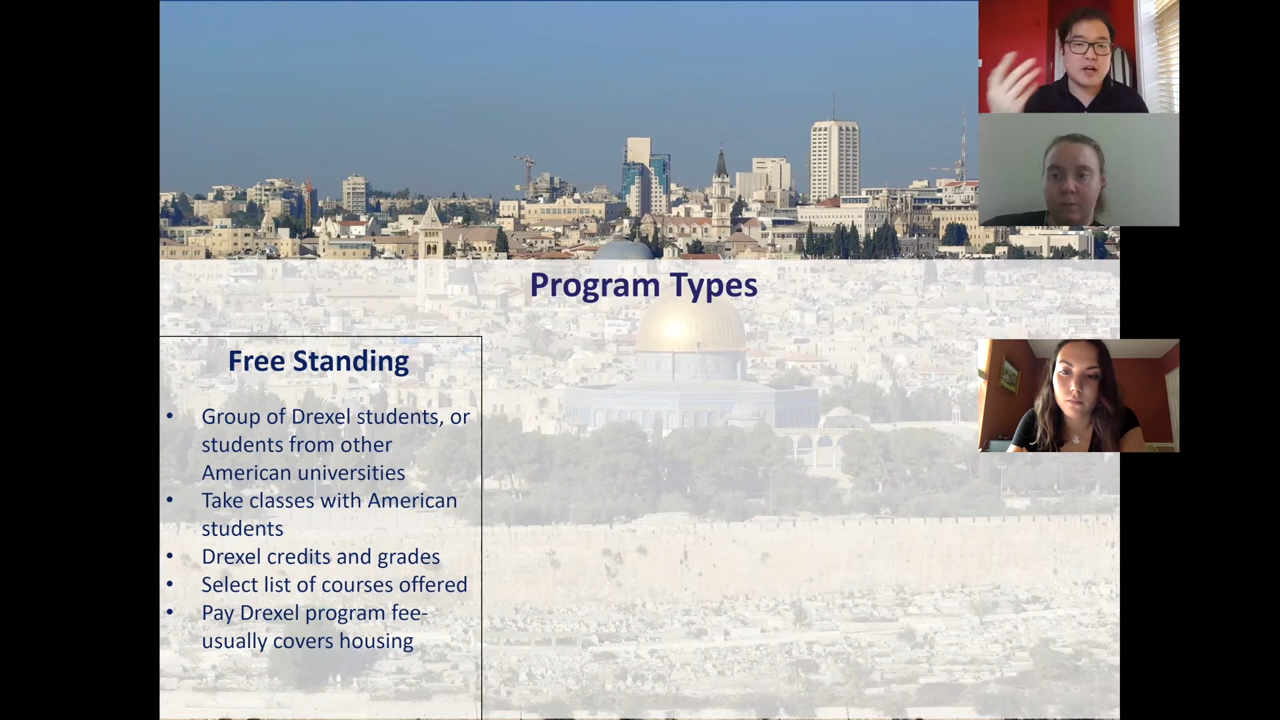 Program Types
Free Standing
• Group of Drexel students, or
students from other
American universities
• Take classes with American
students
• Drexel credits and grades
• Select list of courses offered
• Pay Drexel program fee-
usually covers housing